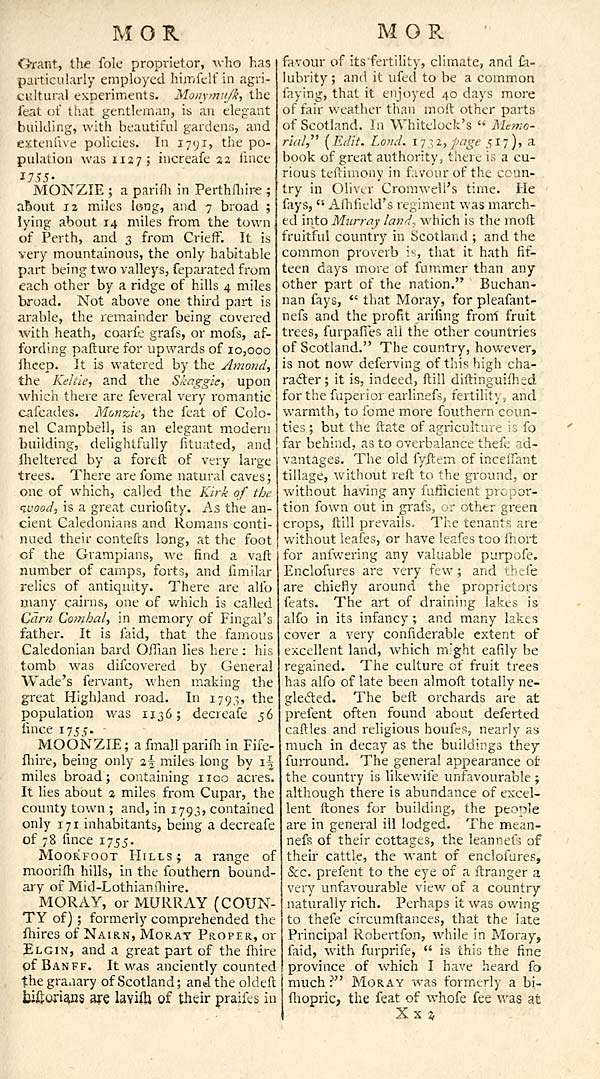 MOR
Grant, the ſole proprietor, who has
particularly employed himſelf in agri-
cultural experiments. Monymuſk, the
ſeat of that gentleman, is an elegant
building, with beautiful gardens, and
extenſive policies. In 1791, the po-
pulation was 1127; increaſe 22 ſince
1755.
MONZIE; a pariſh in Perthſhire;
about 12 miles long, and 7 broad;
lying about 14 miles from the town
of Perth, and 3 from Crieff. It is
very mountainous, the only habitable
part being two valleys, ſeparated from
each other by a ridge of hills 4 miles
broad. Not above one third part is
arable, the remainder being covered
with heath, coarſe graſs, or moſs, af-
fording paſture for upwards of 10,000
ſheep. It is watered by the Amond,
the Keltie, and the Skaggie, upon
which there are ſeveral very romantic
caſcades. Monzie, the ſeat of Colo-
nel Campbell, is an elegant modern
building, delightfully ſituated, and
ſheltered by a foreſt of very large
trees. There are ſome natural caves;
one of which, called the Kirk of the
wood, is a great curioſity. As the an-
cient Caledonians and Romans conti-
nued their conteſts long, at the foot
of the Grampians, we find a vaſt
number of camps, forts, and ſimilar
relics of antiquity. There are alſo
many cairns, one of which is called
Carn Comhal, in memory of Fingal's
father. It is ſaid, that the famous
Caledonian bard Oſſian lies here: his
tomb was diſcovered by General
Wade's ſervant, when making the
great Highland road. In 1793, the
population was 1136; decreaſe 56
ſince 1755.
MOONZIE; a ſmall pariſh in Fife-
ſhire, being only 2½ miles long by 1½
miles broad; containing 1100 acres.
It lies about 2 miles from Cupar, the
county town; and, in 1793, contained
only 171 inhabitants, being a decreaſe
of 78 ſince 1755.
MOORFOOT HILLS; a range of
mooriſh hills, in the ſouthern bound-
ary of Mid-Lothianſhire.
MORAY, or MURRAY (COUN-
TY of); formerly comprehended the
ſhires of NAIRN, MORAY PROPER, or
ELGIN, and a great part of the ſhire
of BANFF. It was anciently counted
the granary of Scotland; and the oldeſt
hiſtorians are laviſh of their praiſes in
MOR
favour of its fertility, climate, and ſa-
lubrity; and it uſed to be a common
ſaying, that it enjoyed 40 days more
of fair weather than moſt other parts
of Scotland. In Whitelock's "Memo-
rial," (Edit. Lond. 1732, page 517), a
book of great authority, there is a cu-
rious teſtimony in favour of the coun-
try in Oliver Cromwell's time. He
ſays, "Aſhfield's regiment was march-
ed into Murray land, which is the moſt
fruitful country in Scotland; and the
common proverb is, that it hath fif-
teen days more of ſummer than any
other part of the nation." Buchan-
nan ſays, "that Moray, for pleaſant-
neſs and the profit ariſing from fruit
trees, ſurpaſſes all the other countries
of Scotland." The country, however,
is not now deſerving of this high cha-
racter; it is, indeed, ſtill diſtinguiſhed
for the ſuperior earlineſs, fertility, and
warmth, to ſome more ſouthern coun-
ties; but the ſtate of agriculture is ſo
far behind, as to overbalance theſe ad-
vantages. The old ſyſtem of inceſſant
tillage, without reſt to the ground, or
without having any ſufficient propor-
tion ſown out in graſs, or other green
crops, ſtill prevails. The tenants are
without leaſes, or have leaſes too ſhort
for anſwering any valuable purpoſe.
Encloſures are very few; and theſe
are chiefly around the proprietors
ſeats. The art of draining lakes is
alſo in its infancy; and many lakes
cover a very conſiderable extent of
excellent land, which might eaſily be
regained. The culture of fruit trees
has alſo of late been almoſt totally ne-
glected. The beſt orchards are at
preſent often found about deſerted
caſtles and religious houſes, nearly as
much in decay as the buildings they
ſurround. The general appearance of
the country is likewiſe unfavourable;
although there is abundance of excel-
lent ſtones for building, the people
are in general ill lodged. The mean-
neſs of their cottages, the leanneſs of
their cattle, the want of encloſures,
&c. preſent to the eye of a ſtranger a
very unfavourable view of a country
naturally rich. Perhaps it was owing
to theſe circumſtances, that the late
Principal Robertſon, while in Moray,
ſaid, with ſurpriſe, "is this the fine
province of which I have heard ſo
much?" MORAY was formerly a bi-
ſhopric, the ſeat of whoſe ſee was at
X x 2